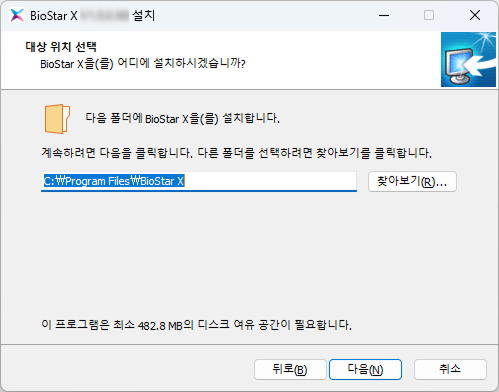 BioStar X 설치
대상 위치 선택
BioStar X을(를) 어디에 설치하시겠습니까?
다음 폴더에 BioStar X을(를) 설치합니다.
계속하려면 다음을 클릭합니다. 다른 폴더를 선택하려면 찾아보기를 클릭합니다.
C:₩Program Files₩BioStar X
찾아보기(R)...
이 프로그램은 최소 482.8 MB의 디스크 여유 공간이 필요합니다.
뒤로(B)
다음(N)
취소